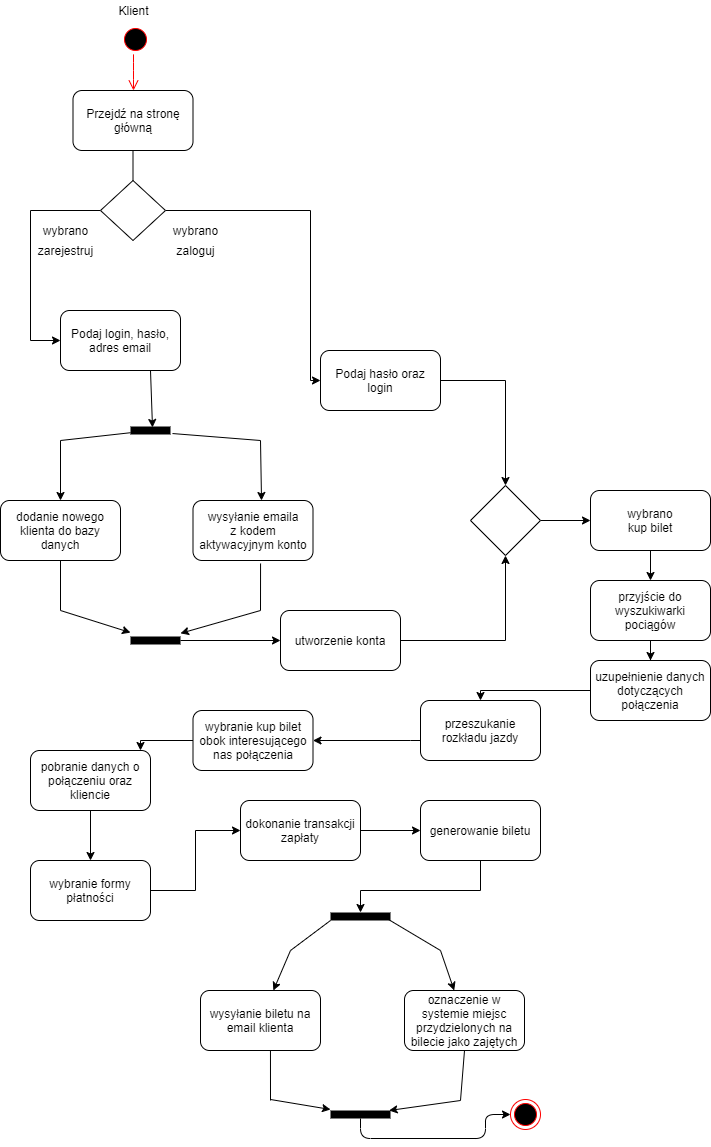 Klient
Przejdź na stronę
główną
wybrano
zarejestruj
wybrano
zaloguj
Podaj login, hasło,
adres email
Podaj hasło oraz
login
dodanie nowego
klienta do bazy
danych
wysyłanie emaila
z kodem
aktywacyjnym konto
wybrano
kup bilet
utworzenie konta
przyjście do
wyszukiwarki
pociągów
uzupełnienie danych
dotyczących
połączenia
przeszukanie
rozkładu jazdy
wybranie kup bilet
obok interesującego
nas połączenia
pobranie danych o
połączeniu oraz
kliencie
wybranie formy
płatności
dokonanie transakcji
zapłaty
generowanie biletu
wysyłanie biletu na
email klienta
oznaczenie w
systemie miejsc
przydzielonych na
bilecie jako zajętych